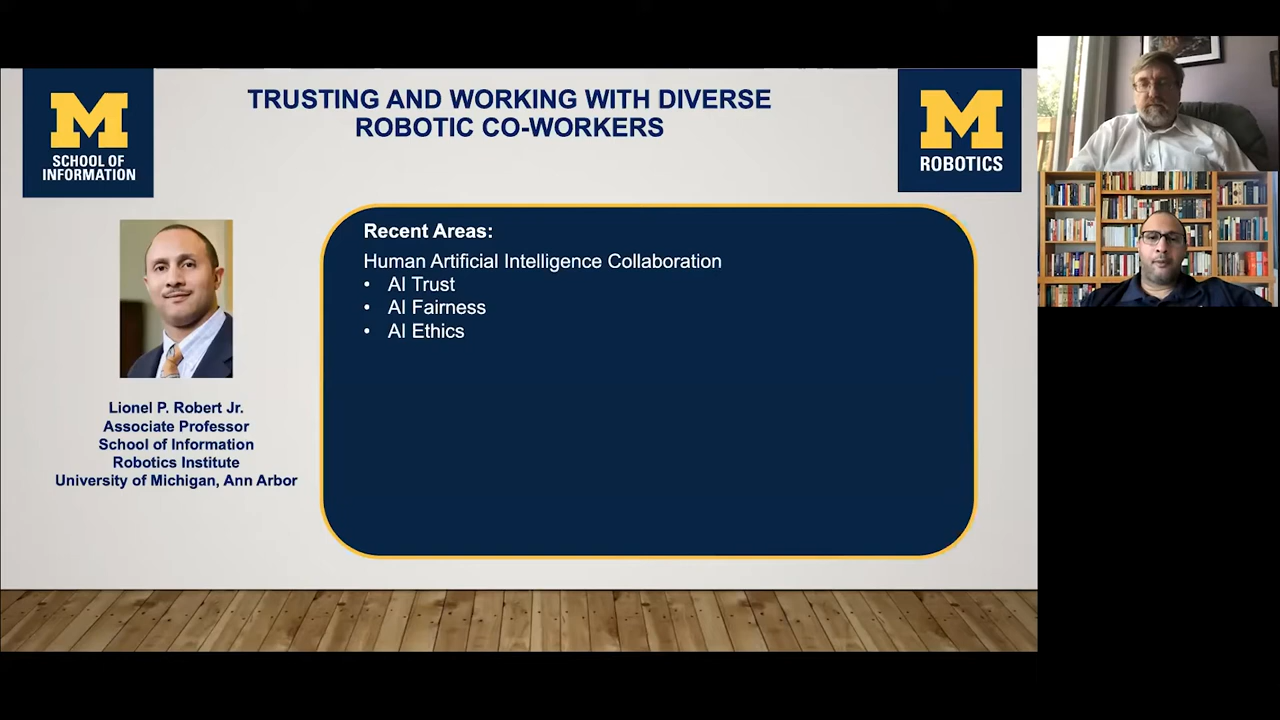 M
SCHOOL OF
INFORMATION
TRUSTING AND WORKING WITH DIVERSE
ROBOTIC CO-WORKERS
M
ROBOTICS
Recent Areas:
Human Artificial Intelligence Collaboration
• AI Trust
• AI Fairness
• AI Ethics
Lionel P. Robert Jr.
Associate Professor
School of Information
Robotics Institute
University of Michigan, Ann Arbor